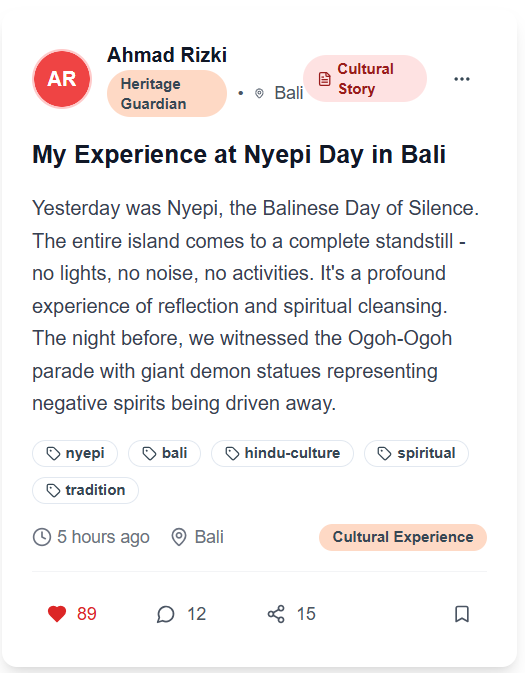 AR
Ahmad Rizki
Heritage
Guardian
• Bali
Cultural
Story
My Experience at Nyepi Day in Bali
Yesterday was Nyepi, the Balinese Day of Silence.
The entire island comes to a complete standstill -
no lights, no noise, no activities. It's a profound
experience of reflection and spiritual cleansing.
The night before, we witnessed the Ogoh-Ogoh
parade with giant demon statues representing
negative spirits being driven away.
nyepi bali hindu-culture spiritual
tradition
5 hours ago Bali Cultural Experience
89 12 15